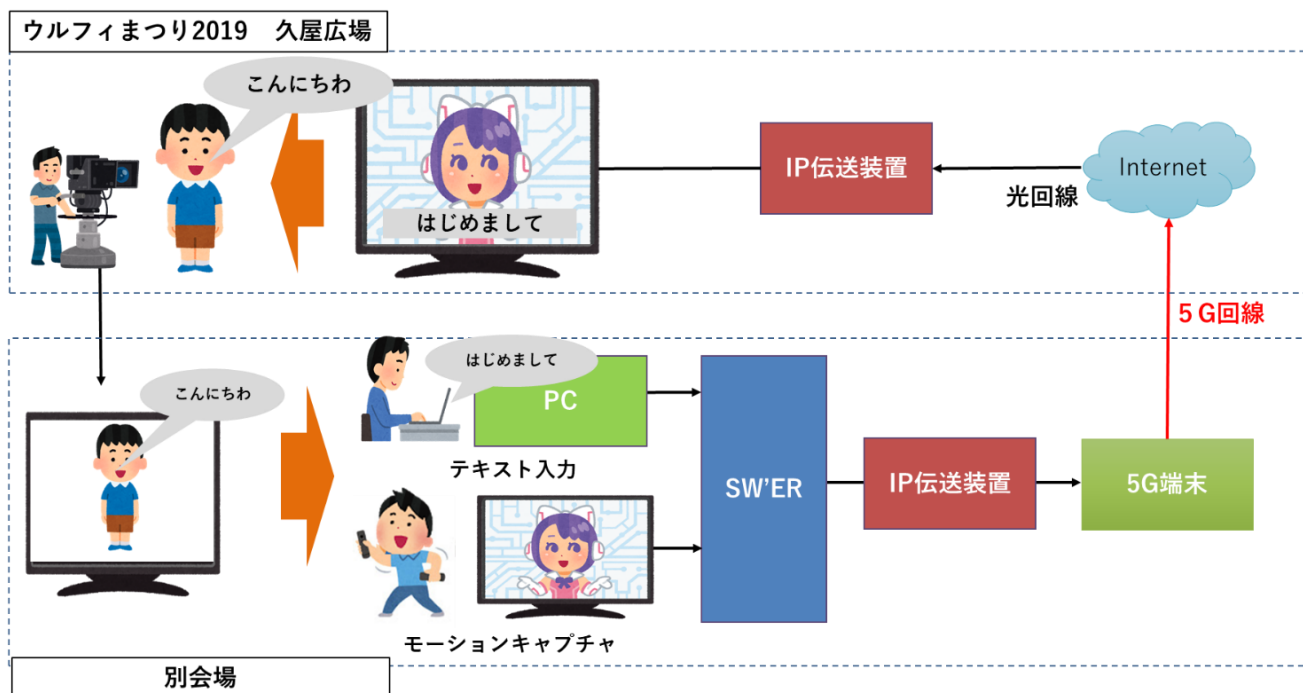 ウルフィまつり2019　久屋広場
こんにちわ
はじめまして
IP伝送装置
Internet
光回線
５G回線
こんにちわ
はじめまして
PC
テキスト入力
モーションキャプチャ
SW’ER
IP伝送装置
5G端末
別会場